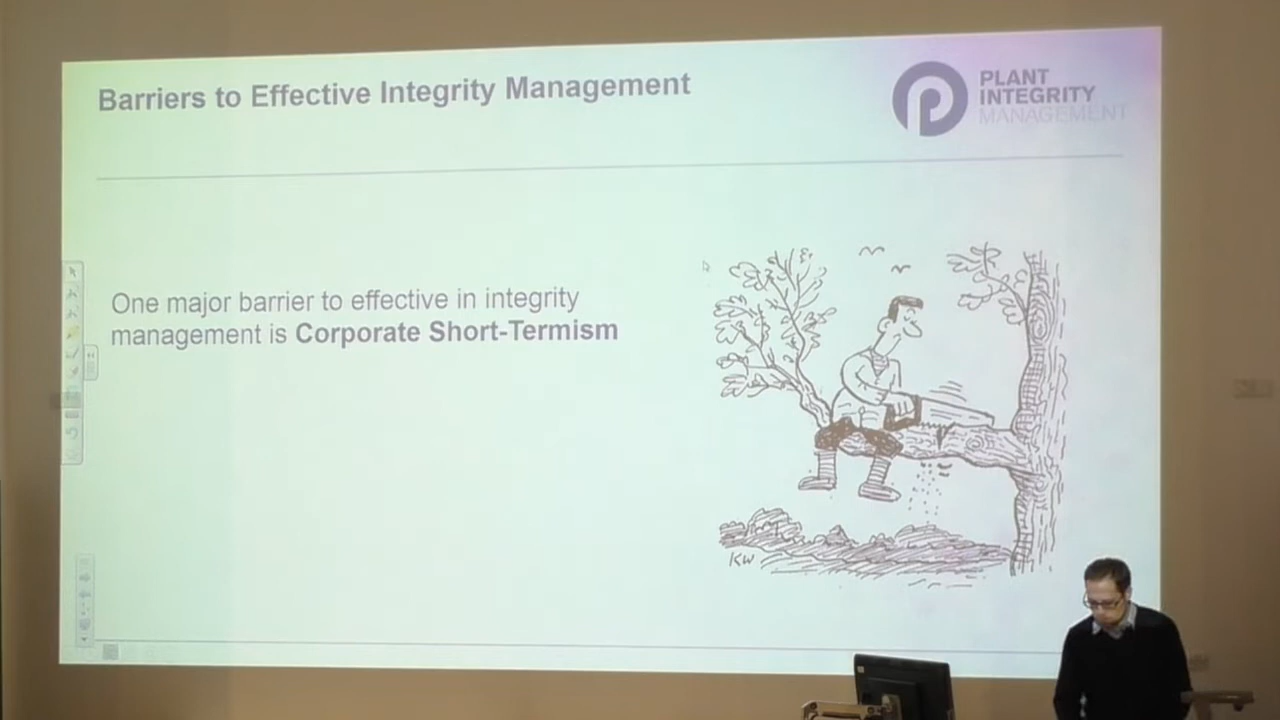 Barriers to Effective Integrity Management
PLANT
INTEGRITY
MANAGEMENT
One major barrier to effective in integrity
management is Corporate Short-Termism
KW